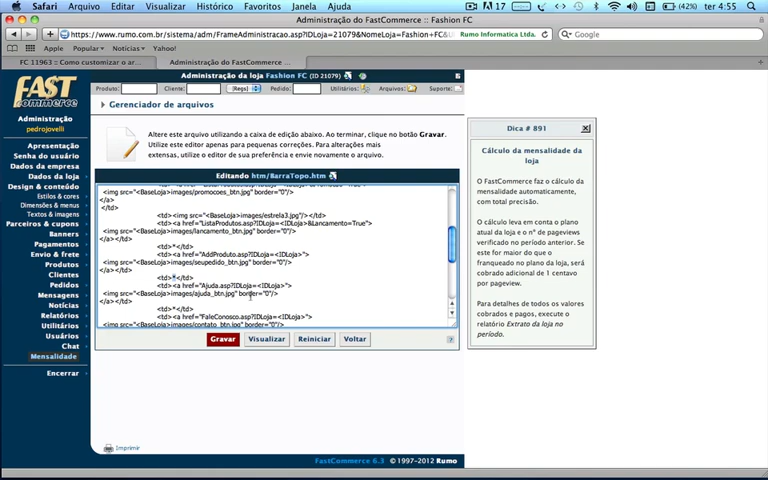 Safari Arquivo Editar Visualizar Histórico Favoritos Janela Ajuda 17 (42%) ter 4:55
Administração do FastCommerce :: Fashion FC
https://www.rumo.com.br/sistema/adm/FrameAdministracao.asp?IDLoja=21079&NomeLoja=Fashion+FC&U Rumo Informatica Ltda. Google
Apple Popular Notícias Yahoo!
FC 11963 :: Como customizar o ar... Administração do FastCommerce ...
FAST commerce
Administração
pedrojovelli
Apresentação
Senha do usuário
Dados da empresa
Dados da loja
Design & conteúdo
Estilos & cores
Dimensões & menus
Textos & imagens
Parceiros & cupons
Banners
Pagamentos
Envio & frete
Produtos
Clientes
Pedidos
Mensagens
Notícias
Relatórios
Utilitários
Usuários
Chat
Mensalidade
Encerrar
Administração da loja Fashion FC (ID 21079)
Produto: Cliente: (Regs) Pedido: Utilitários: Arquivos: Suporte:
Gerenciador de arquivos
Altere este arquivo utilizando a caixa de edição abaixo. Ao terminar, clique no botão Gravar.
Utilize este editor apenas para pequenas correções. Para alterações mais
extensas, utilize o editor de sua preferência e envie novamente o arquivo.
Editando htm/BarraTopo.htm
<img src="<BaseLoja>images/promocoes_btn.jpg" border="0"/>
</a>
</td>
<td><img src="<BaseLoja>images/estrela3.jpg"/></td>
<td><a href="ListaProdutos.asp?IDLoja=<IDLoja>&Lancamento=True">
<img src="<BaseLoja>images/lancamento_btn.jpg" border="0"/>
</a></td>
<td>*</td>
<td><a href="AddProduto.asp?IDLoja=<IDLoja>">
<img src="<BaseLoja>images/seupedido_btn.jpg" border="0"/>
</a></td>
<td>*</td>
<td><a href="Ajuda.asp?IDLoja=<IDLoja>">
<img src="<BaseLoja>images/ajuda_btn.jpg" border="0"/>
</a></td>
<td>*</td>
<td><a href="FaleConosco.asp?IDLoja=<IDLoja>">
<img src="<BaseLoja>images/contato_btn.jpg" border="0"/>
Gravar Visualizar Reiniciar Voltar ?
Imprimir
FastCommerce 6.3 © 1997-2012 Rumo
Dica # 891
Cálculo da mensalidade da
loja
O FastCommerce faz o cálculo da
mensalidade automaticamente,
com total precisão.
O cálculo leva em conta o plano
atual da loja e o nº de pageviews
verificado no período anterior. Se
este for maior do que o
franqueado no plano da loja, será
cobrado adicional de 1 centavo
por pageview.
Para detalhes de todos os valores
cobrados e pagos, execute o
relatório Extrato da loja no
período.